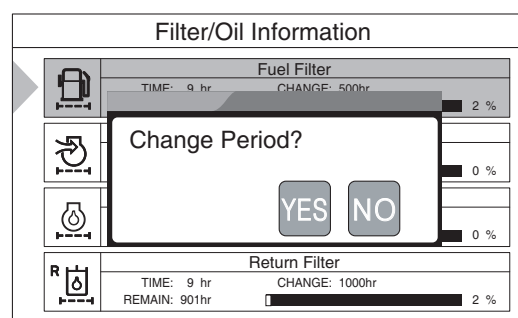 Filter/Oil Information
Fuel Filter
TIME: 9 hr CHANGE: 500hr
2 %
Change Period?
0 %
YES NO
0 %
Return Filter
R
TIME: 9 hr CHANGE: 1000hr
REMAIN: 901hr 2 %